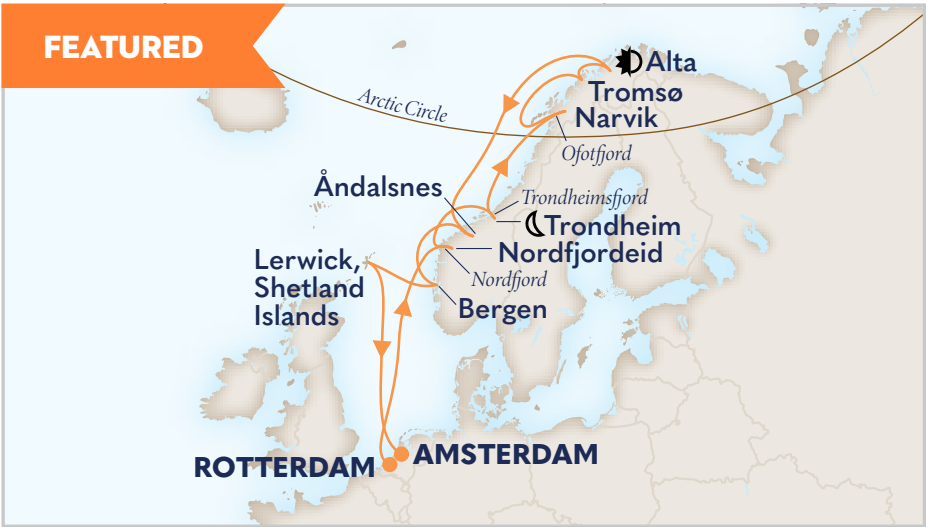 FEATURED
Alta
Tromsø
Narvik
Arctic Circle
Ofotfjord
Åndalsnes
Trondheimsfjord
Trondheim
Nordfjordeid
Lerwick,
Shetland
Islands
Nordfjord
Bergen
AMSTERDAM
ROTTERDAM